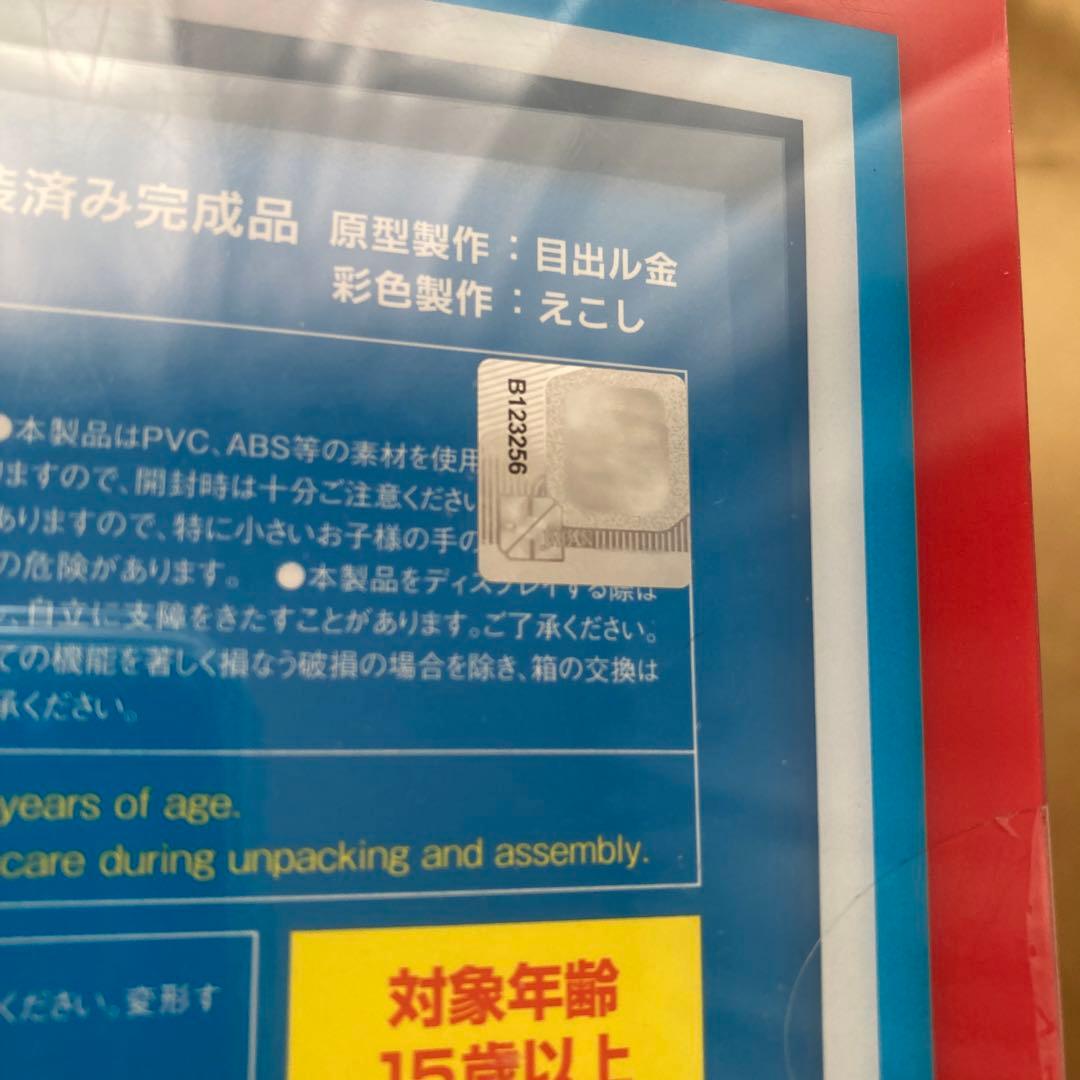 装済み完成品
原型製作：目出ル金
彩色製作：えこし
B123256
●本製品はPVC、ABS等の素材を使用
りますので、開封時は十分ご注意くださ
ありますので、特に小さいお子様の手の
の危険があります。 ●本製品をディスプレイする際は
自立に支障をきたすことがあります。ご了承ください。
ての機能を著しく損なう破損の場合を除き、箱の交換は
承ください。
years of age.
care during unpacking and assembly.
ください。変形す
対象年齢
15歳以上